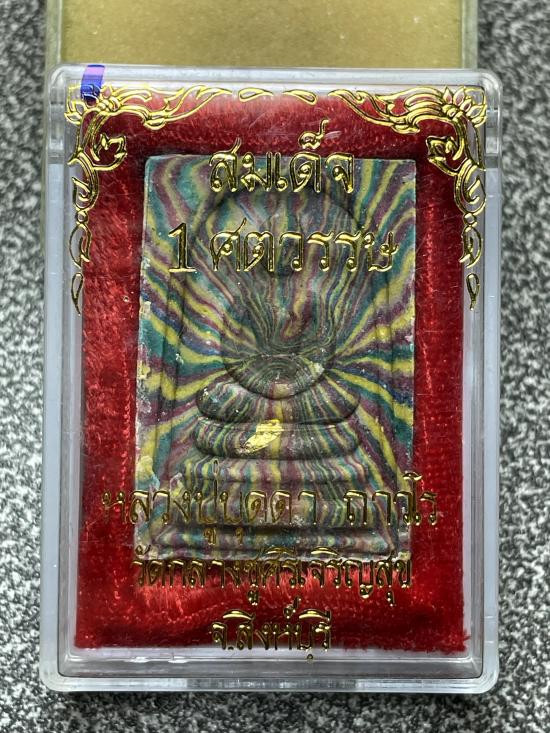 สมเด็จ
1 ศตวรรษ
หลวงปู่บุดดา ถาวโร
วัดกลางชูศรีเจริญสุข
จ.สิงห์บุรี